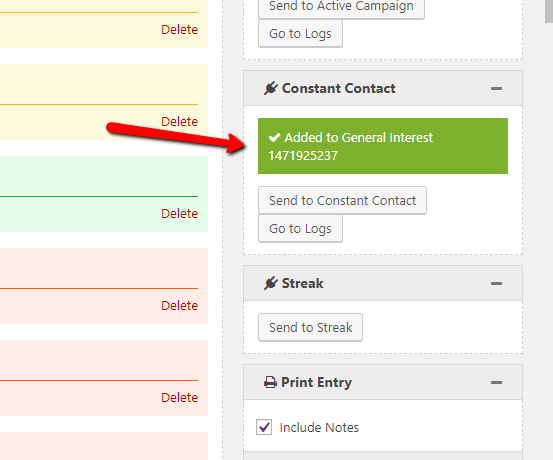 Delete
Delete
Delete
Delete
Delete
Send to Active Campaign
Go to Logs
Constant Contact
Added to General Interest
1471925237
Send to Constant Contact
Go to Logs
Streak
Send to Streak
Print Entry
Include Notes